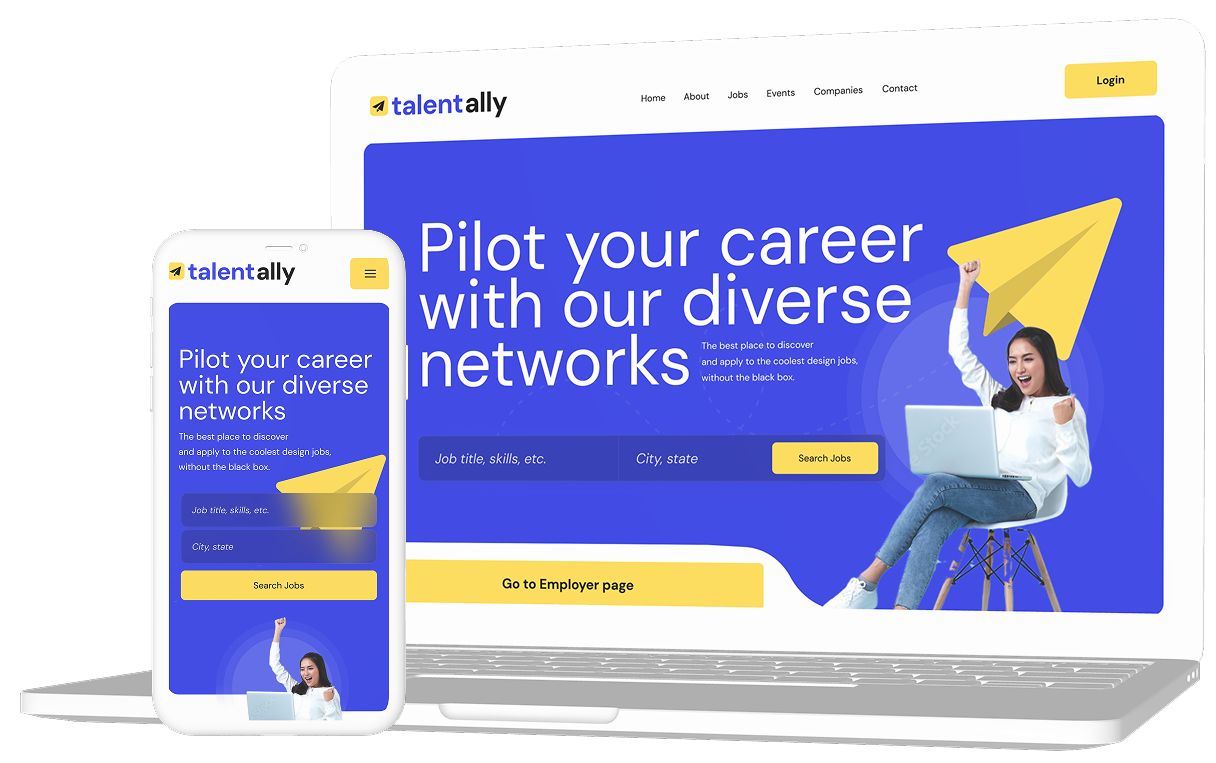 talentally
Home About Jobs Events Companies Contact
Login
Pilot your career
with our diverse
networks
The best place to discover
and apply to the coolest design jobs,
without the black box.
Job title, skills, etc.
City, state
Search Jobs
Go to Employer page
talentally
Pilot your career
with our diverse
networks
The best place to discover
and apply to the coolest design jobs,
without the black box.
Job title, skills, etc.
City, state
Search Jobs